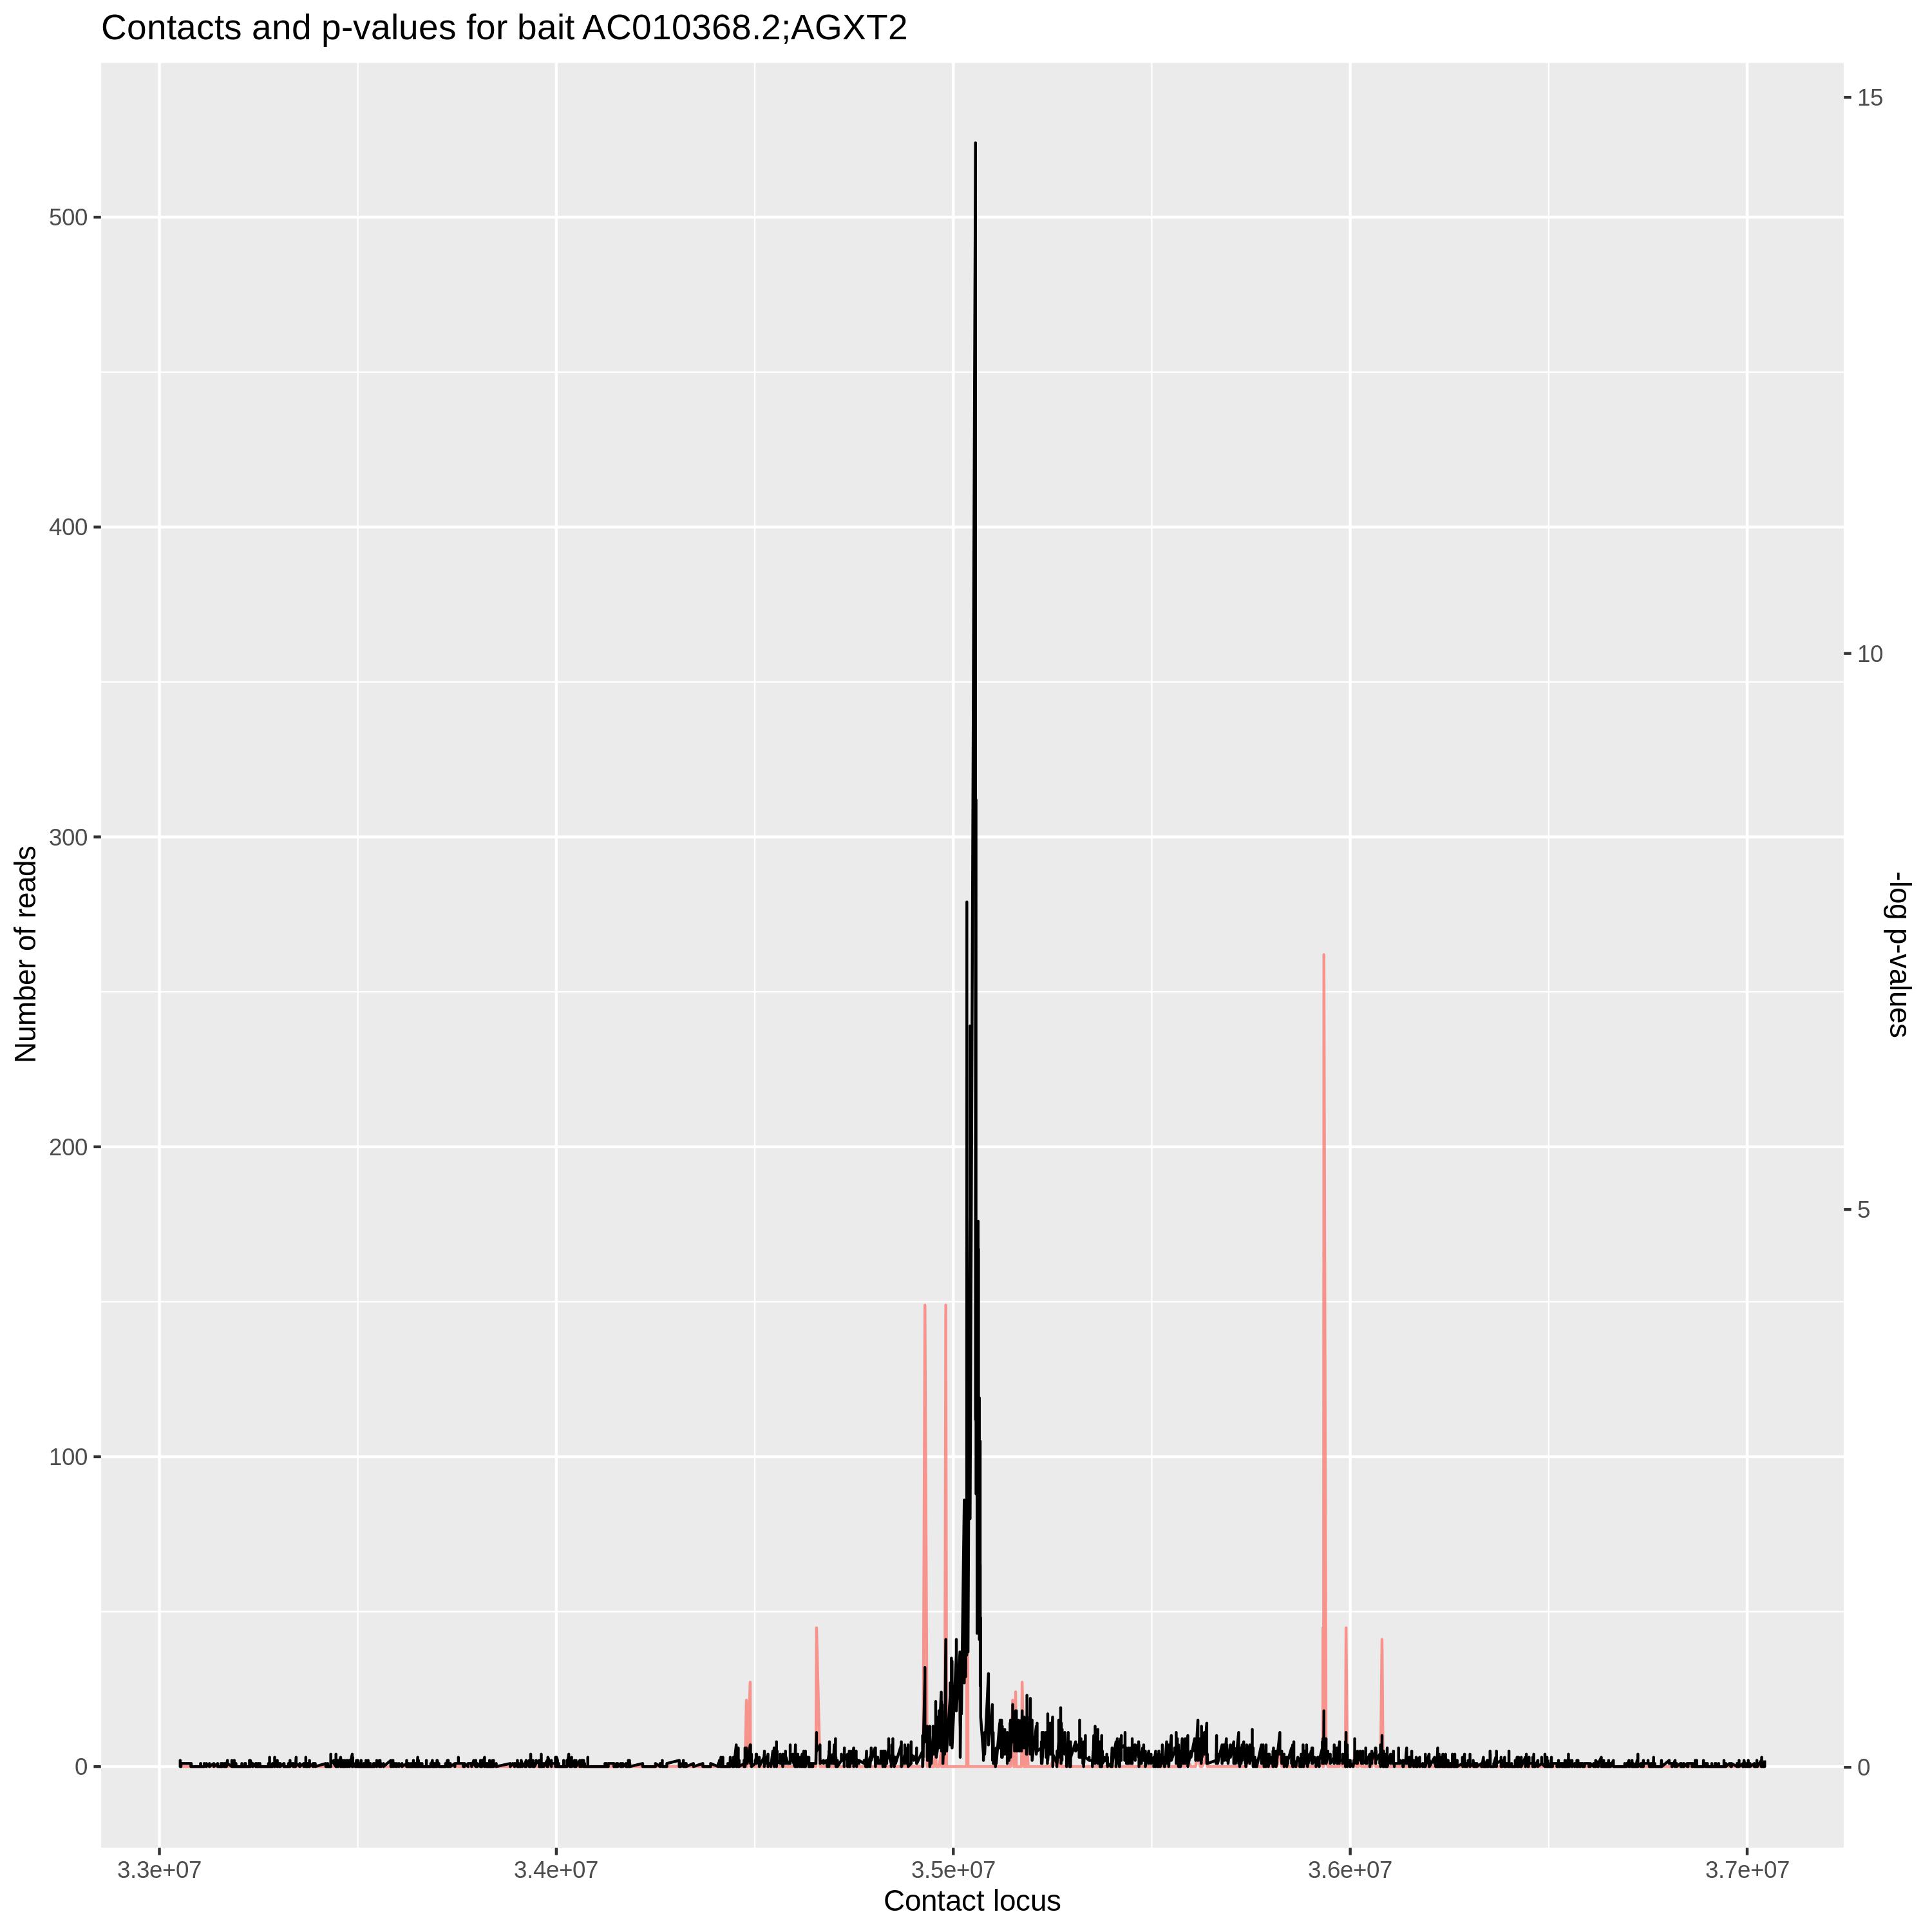 Contacts and p-values for bait AC010368.2;AGXT2
15
500
400
10
300
Number of reads
-log p-values
200
5
100
0
0
3.3e+07
3.4e+07
3.5e+07
3.6e+07
3.7e+07
Contact locus